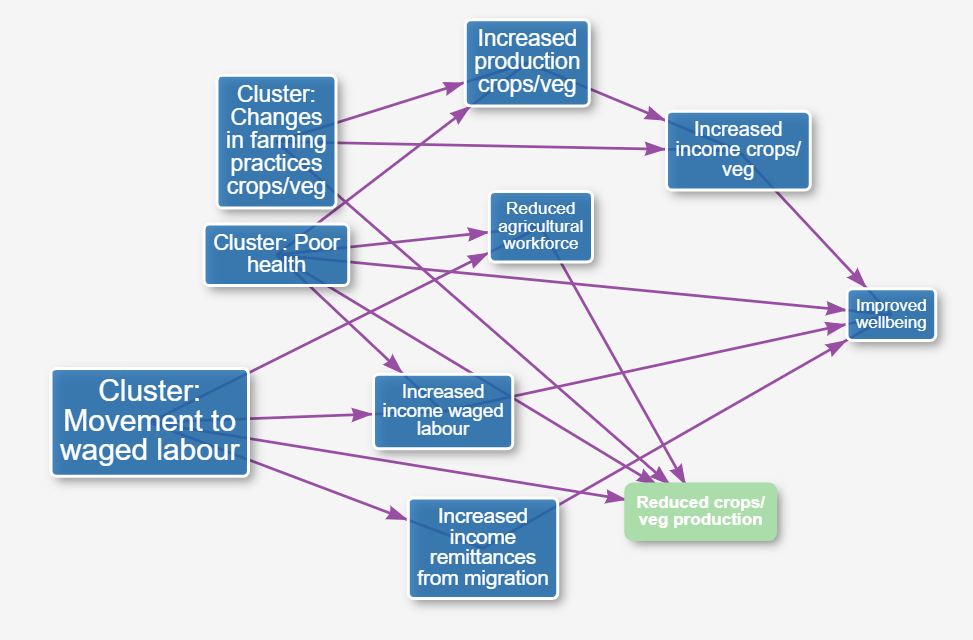 Increased
production
crops/veg
Cluster:
Changes
in farming
practices
crops/veg
Increased
income crops/
veg
Reduced
agricultural
workforce
Cluster: Poor
health
Improved
wellbeing
Cluster:
Movement to
waged labour
Increased
income waged
labour
Reduced crops/
veg production
Increased
income
remittances
from migration